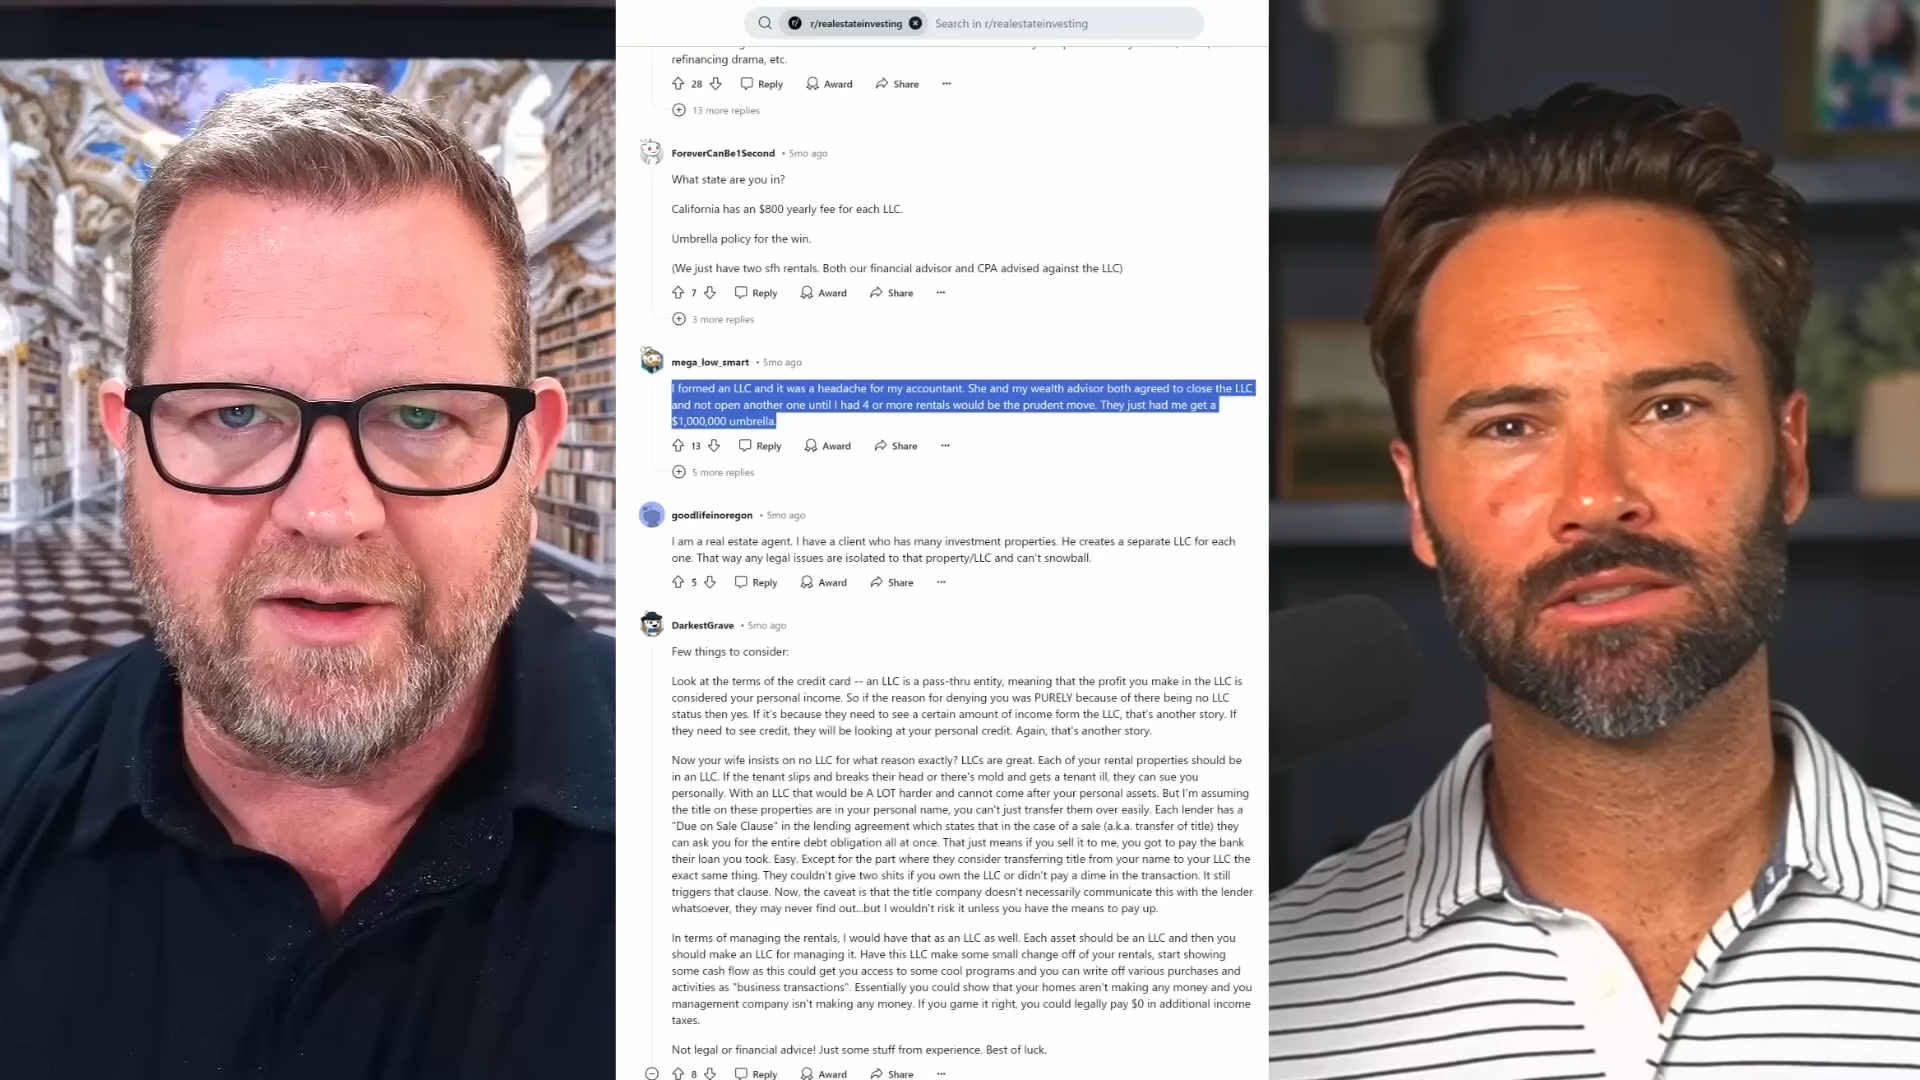 r/realestateinvesting
Search in r/realestateinvesting
refinancing drama, etc.
28 Reply Award Share
13 more replies
ForeverCanBe1Second • 5mo ago
What state are you in?
California has an $800 yearly fee for each LLC.
Umbrella policy for the win.
(We just have two sfh rentals. Both our financial advisor and CPA advised against the LLC)
7 Reply Award Share
3 more replies
mega_low_smart • 5mo ago
I formed an LLC and it was a headache for my accountant. She and my wealth advisor both agreed to close the LLC
and not open another one until I had 4 or more rentals would be the prudent move. They just had me get a
$1,000,000 umbrella.
13 Reply Award Share
5 more replies
goodlifeinoregon • 5mo ago
I am a real estate agent. I have a client who has many investment properties. He creates a separate LLC for each
one. That way any legal issues are isolated to that property/LLC and can't snowball.
5 Reply Award Share
DarkestGrave • 5mo ago
Few things to consider:
Look at the terms of the credit card -- an LLC is a pass-thru entity, meaning that the profit you make in the LLC is
considered your personal income. So if the reason for denying you was PURELY because of there being no LLC
status then yes. If it's because they need to see a certain amount of income form the LLC, that's another story. If
they need to see credit, they will be looking at your personal credit. Again, that's another story.
Now your wife insists on no LLC for what reason exactly? LLCs are great. Each of your rental properties should be
in an LLC. If the tenant slips and breaks their head or there's mold and gets a tenant ill, they can sue you
personally. With an LLC that would be A LOT harder and cannot come after your personal assets. But I'm assuming
the title on these properties are in your personal name, you can't just transfer them over easily. Each lender has a
"Due on Sale Clause" in the lending agreement which states that in the case of a sale (a.k.a. transfer of title) they
can ask you for the entire debt obligation all at once. That just means if you sell it to me, you got to pay the bank
their loan you took. Easy. Except for the part where they consider transferring title from your name to your LLC the
exact same thing. They couldn't give two shits if you own the LLC or didn't pay a dime in the transaction. It still
triggers that clause. Now, the caveat is that the title company doesn't necessarily communicate this with the lender
whatsoever, they may never find out...but I wouldn't risk it unless you have the means to pay up.
In terms of managing the rentals, I would have that as an LLC as well. Each asset should be an LLC and then you
should make an LLC for managing it. Have this LLC make some small change off of your rentals, start showing
some cash flow as this could get you access to some cool programs and you can write off various purchases and
activities as "business transactions". Essentially you could show that your homes aren't making any money and you
management company isn't making any money. If you game it right, you could legally pay $0 in additional income
taxes.
Not legal or financial advice! Just some stuff from experience. Best of luck.
8 Reply Award Share